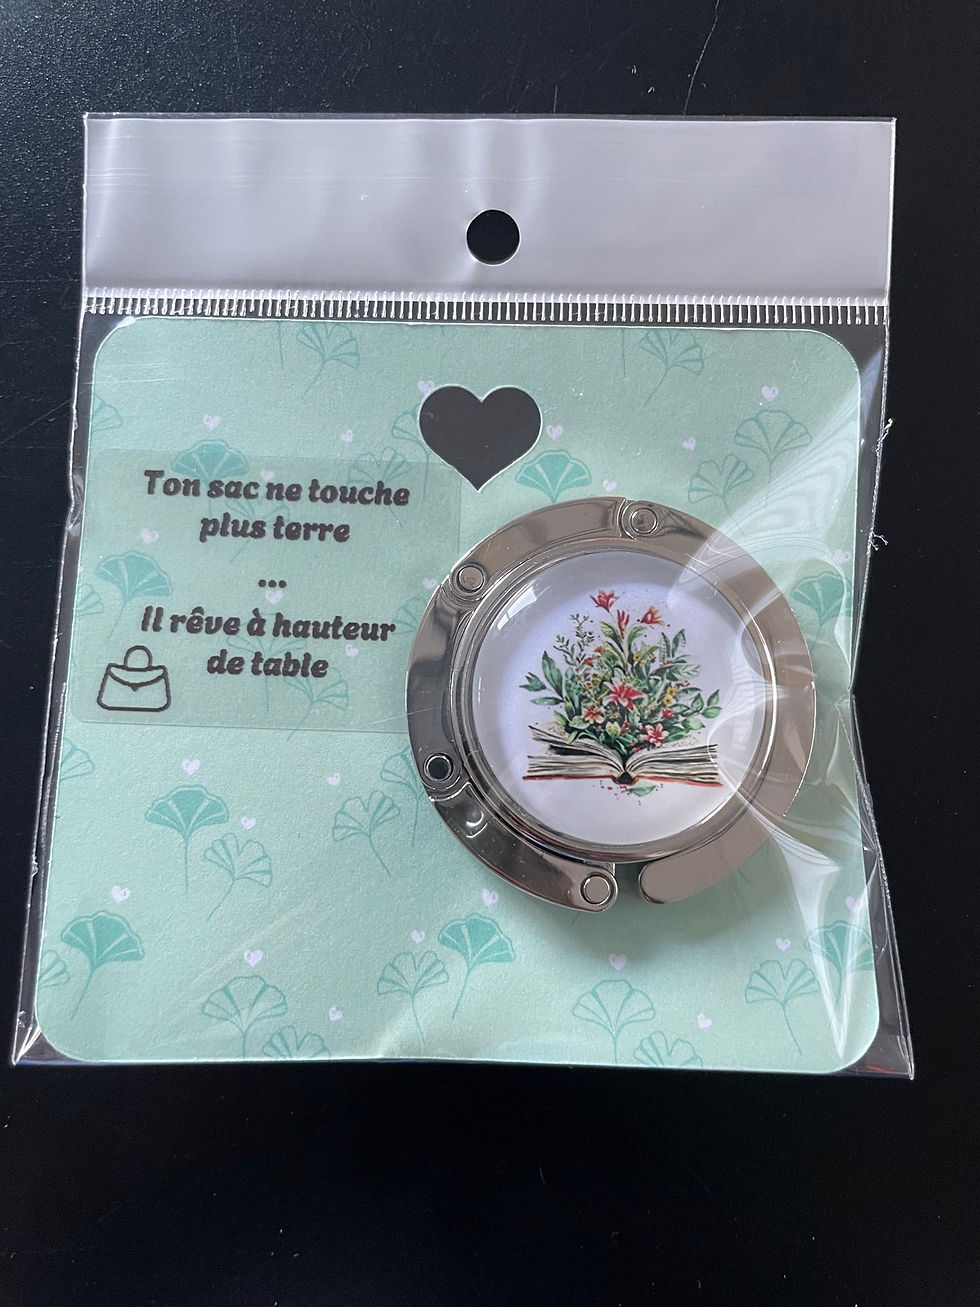 Ton sac ne touche
plus terre
...
Il rêve à hauteur
de table